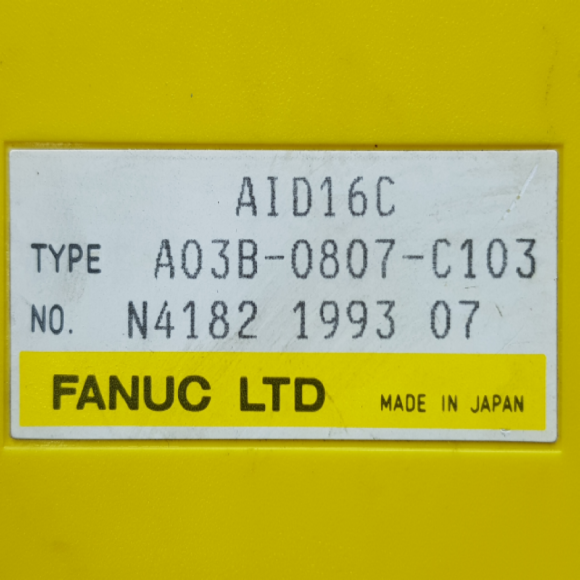 AID16C
TYPE A03B-0807-C103
NO. N4182 1993 07
FANUC LTD MADE IN JAPAN